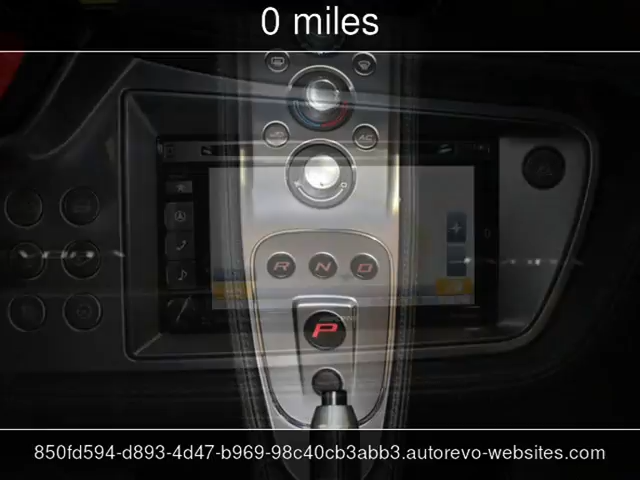 0 miles
A/C
R N D
P
850fd594-d893-4d47-b969-98c40cb3abb3.autorevo-websites.com